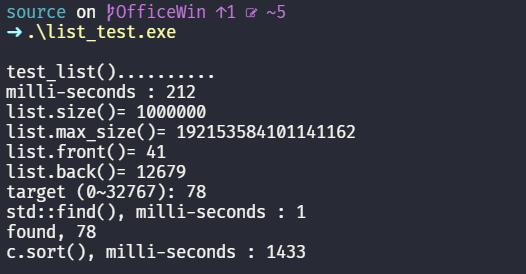 source on OfficeWin ↑1 ~5
➜ .\list_test.exe
test_list()..........
milli-seconds : 212
list.size()= 1000000
list.max_size()= 192153584101141162
list.front()= 41
list.back()= 12679
target (0~32767): 78
std::find(), milli-seconds : 1
found, 78
c.sort(), milli-seconds : 1433